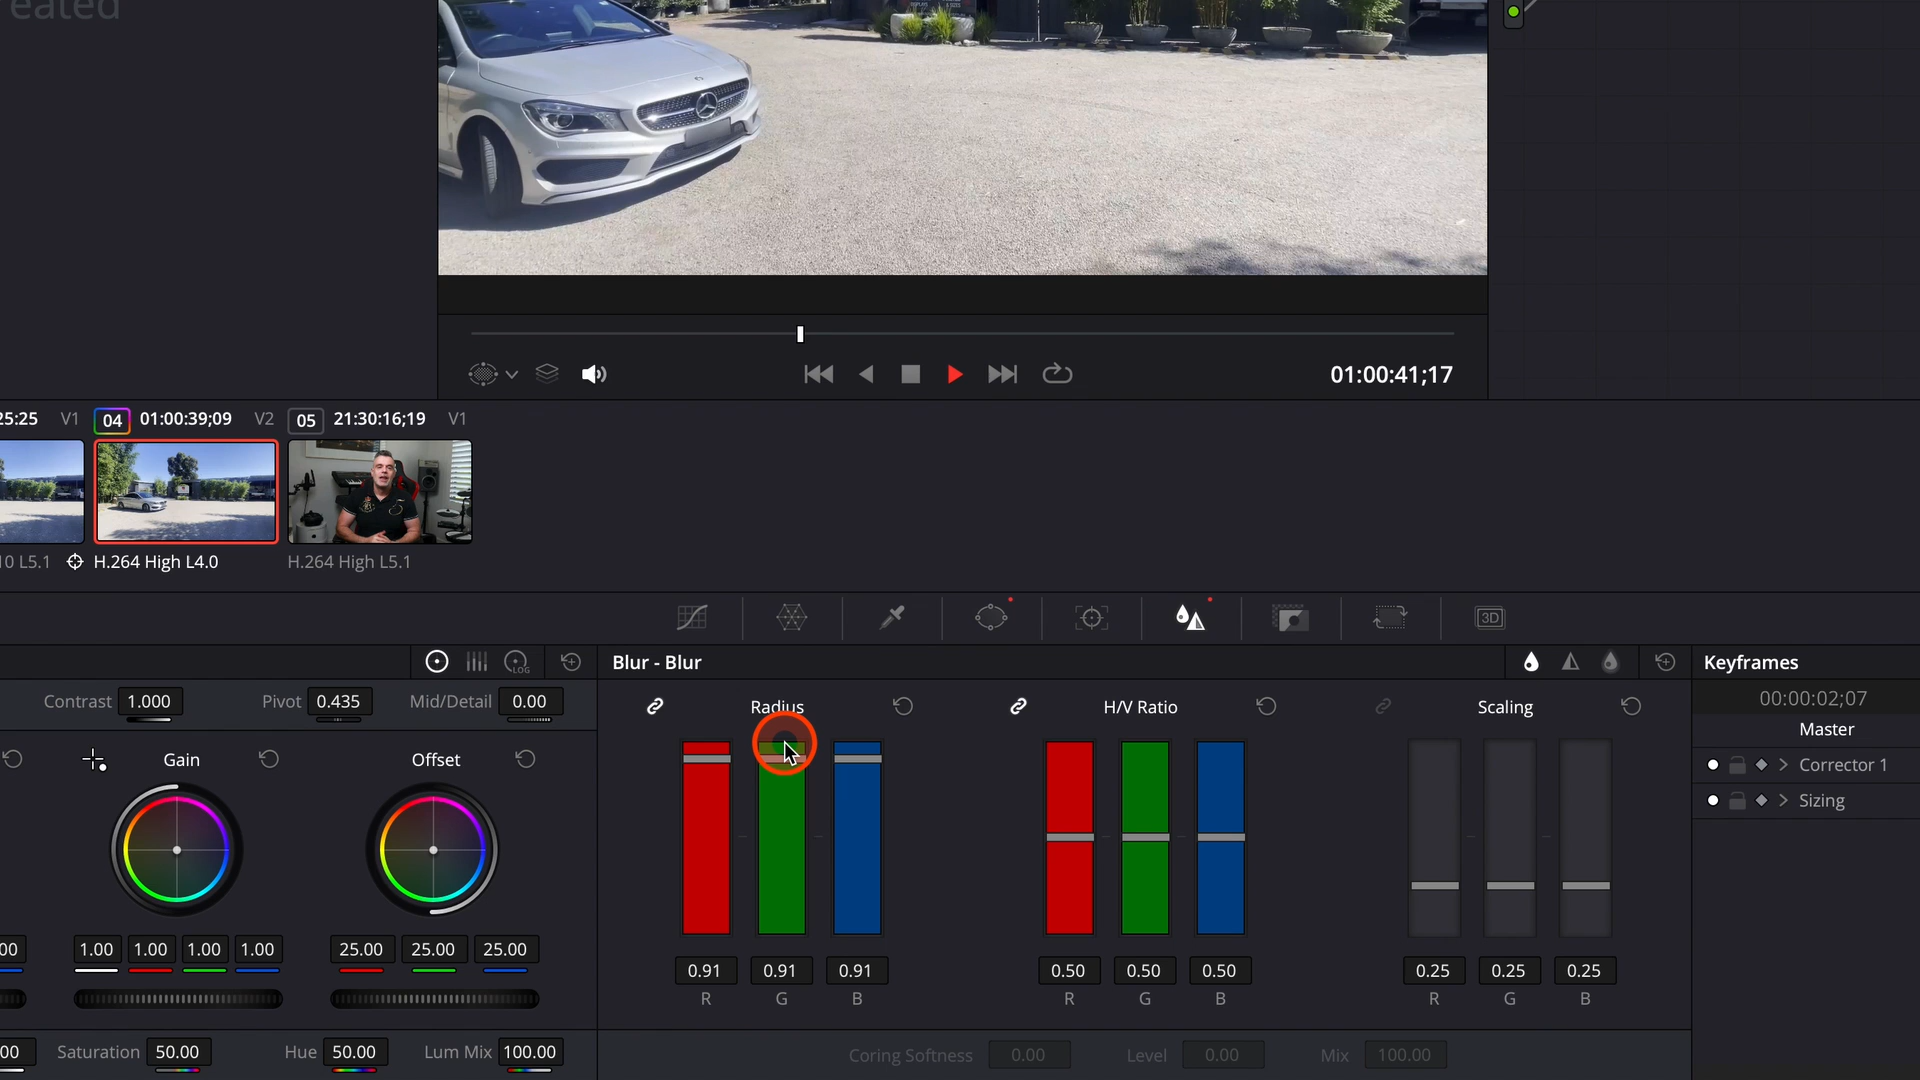 eated
01:00:41;17
25:25 V1 04 01:00:39;09 V2 05 21:30:16;19 V1
10 L5.1 H.264 High L4.0 H.264 High L5.1
LOG
3D
Blur - Blur
Keyframes
Contrast 1.000 Pivot 0.435 Mid/Detail 0.00
Radius H/V Ratio Scaling
00:00:02;07
Master
Gain Offset
Corrector 1
Sizing
00 1.00 1.00 1.00 1.00 25.00 25.00 25.00
0.91 0.91 0.91 0.50 0.50 0.50 0.25 0.25 0.25
R G B R G B R G B
00 Saturation 50.00 Hue 50.00 Lum Mix 100.00
Coring Softness 0.00 Level 0.00 Mix 100.00